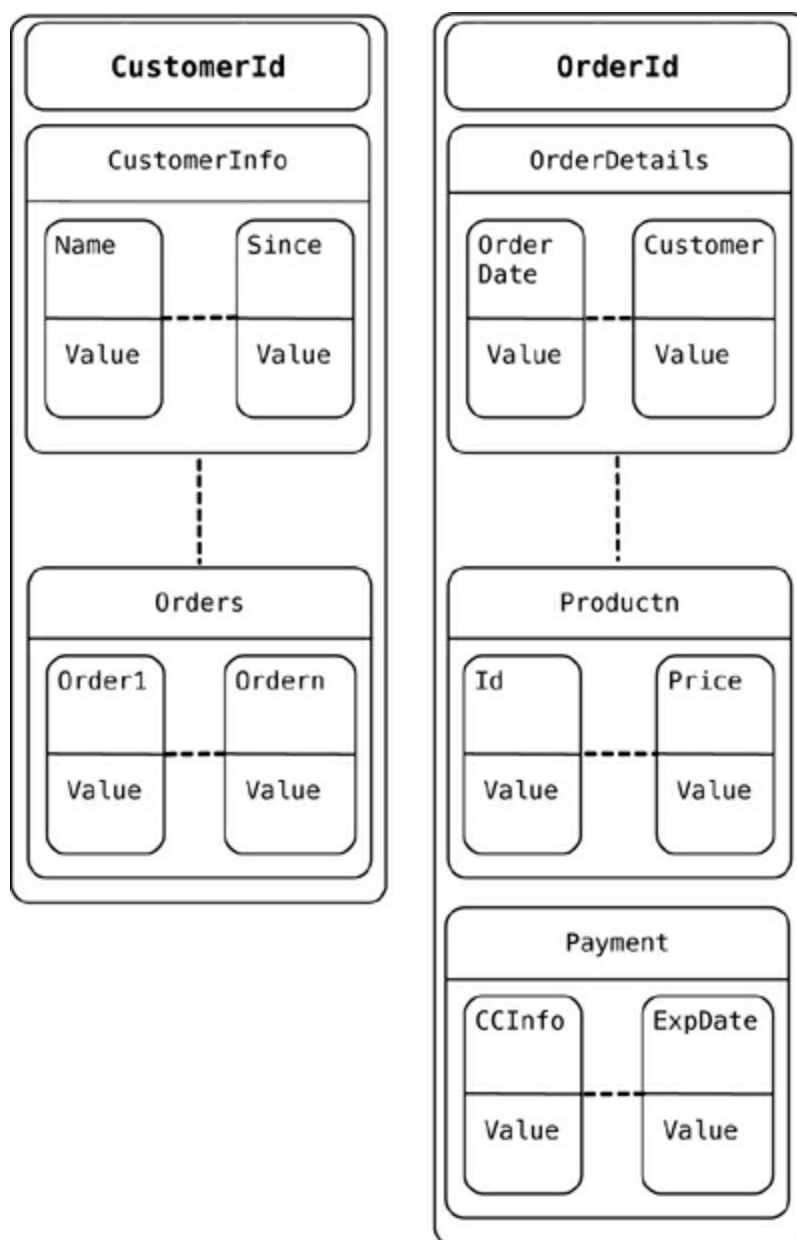 CustomerId
CustomerInfo
Name
Since
Value
Value
Orders
Order1
Ordern
Value
Value
OrderId
OrderDetails
Order
Date
Customer
Value
Value
Productn
Id
Price
Value
Value
Payment
CCInfo
ExpDate
Value
Value